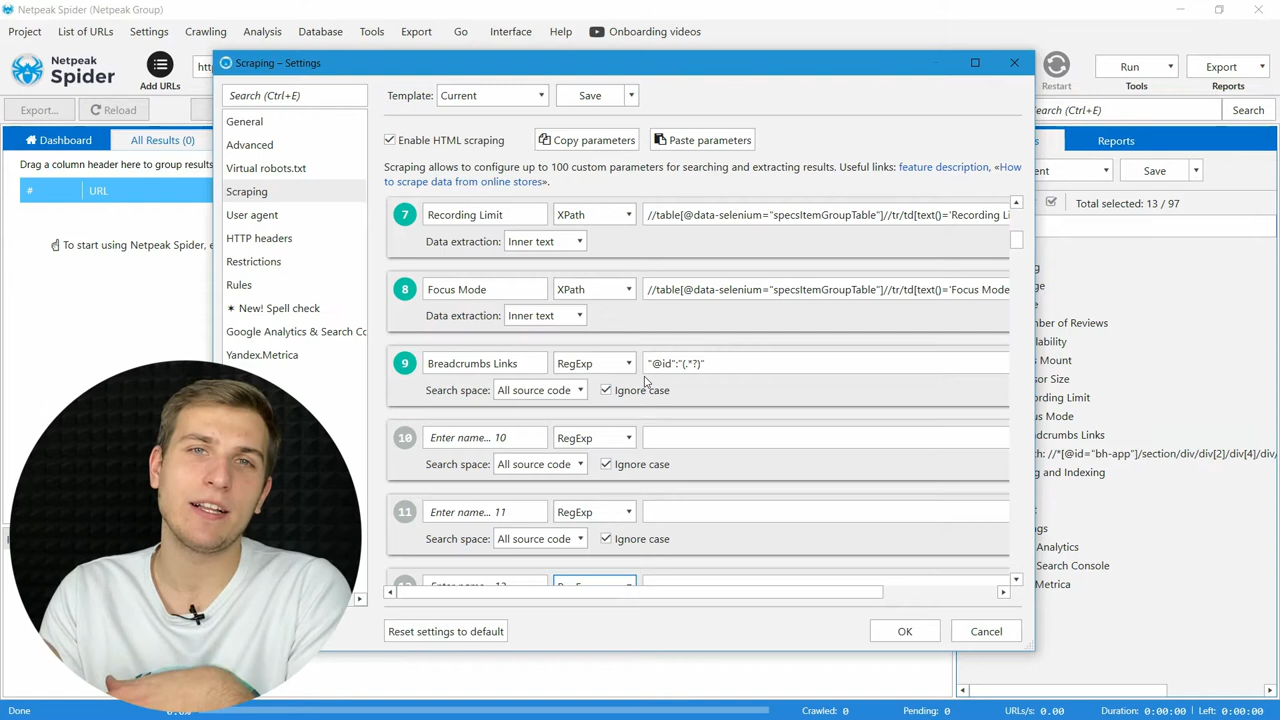 Netpeak Spider (Netpeak Group)
Project List of URLs Settings Crawling Analysis Database Tools Export Go Interface Help Onboarding videos
Netpeak Spider
Add URLs
Restart
Run
Tools
Export
Reports
Scraping – Settings
Search (Ctrl+E)
Template: Current Save
Export... Reload
earch (Ctrl+E) Search
Dashboard All Results (0)
Reports
General
Advanced
Virtual robots.txt
Scraping
User agent
HTTP headers
Restrictions
Rules
✶ New! Spell check
Google Analytics & Search Co
Yandex.Metrica
Enable HTML scraping Copy parameters Paste parameters
Scraping allows to configure up to 100 custom parameters for searching and extracting results. Useful links: feature description, «How
to scrape data from online stores».
Drag a column header here to group results
# URL
To start using Netpeak Spider, e
7 Recording Limit XPath //table[@data-selenium="specsItemGroupTable"]//tr/td[text()='Recording Li
Data extraction: Inner text
8 Focus Mode XPath //table[@data-selenium="specsItemGroupTable"]//tr/td[text()='Focus Mode
Data extraction: Inner text
9 Breadcrumbs Links RegExp "@id":"(.*?)"
Search space: All source code Ignore case
10 Enter name... 10 RegExp
Search space: All source code Ignore case
11 Enter name... 11 RegExp
Search space: All source code Ignore case
Reset settings to default OK Cancel
ent Save
Total selected: 13 / 97
mber of Reviews
lability
s Mount
sor Size
cording Limit
us Mode
adcrumbs Links
h: //*[@id="bh-app"]/section/div/div[2]/div[4]/div/
ng and Indexing
s
ngs
Analytics
Search Console
Metrica
Done 0.0% Crawled: 0 Pending: 0 URLs/s: 0.00 Duration: 0:00:00 Left: 0:00:00